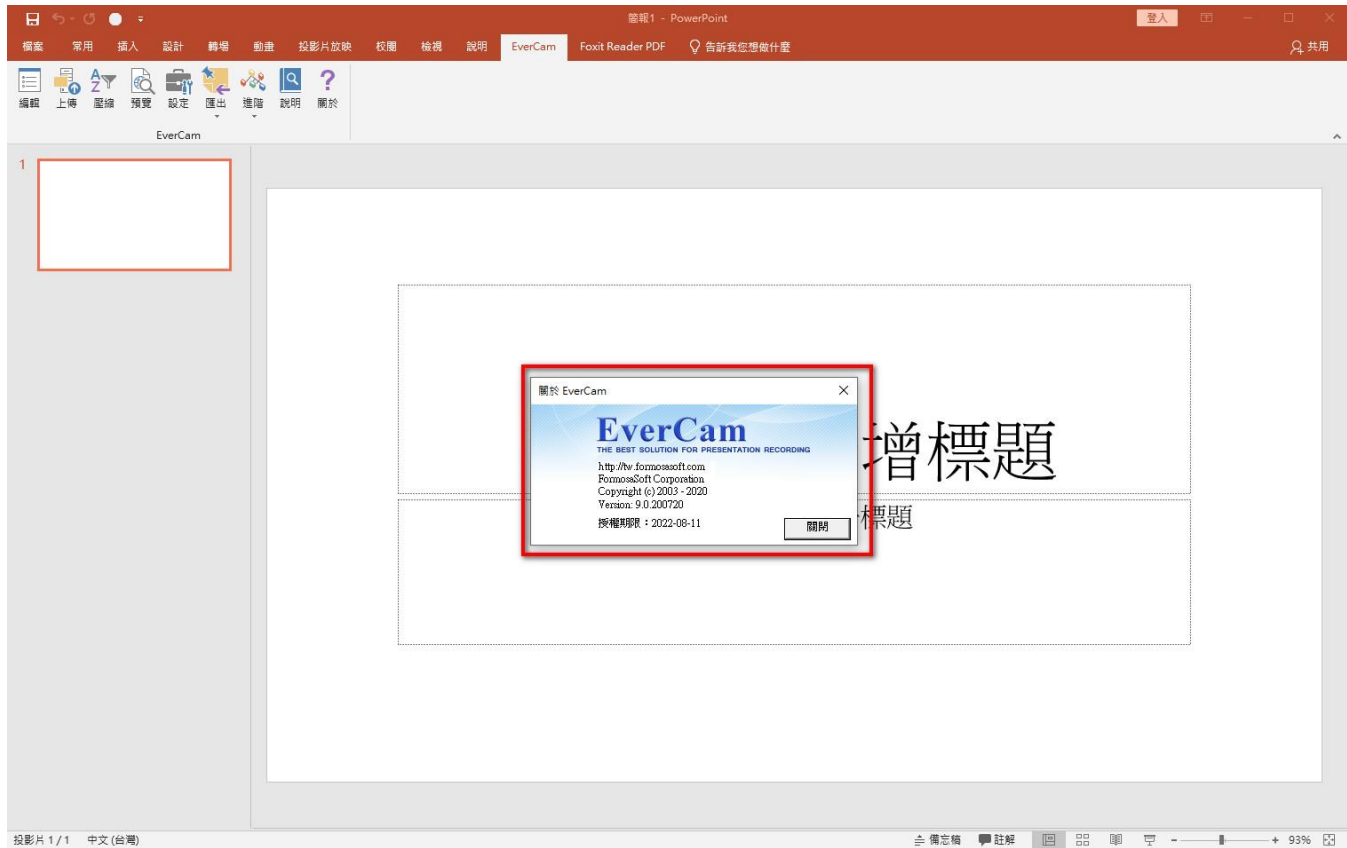 簡報1 - PowerPoint
登入
檔案 常用 插入 設計 轉場 動畫 投影片放映 校閱 檢視 說明 EverCam Foxit Reader PDF 告訴我您想做什麼 共用
編輯 上傳 壓縮 預覽 設定 匯出 進階 說明 關於
EverCam
1
關於 EverCam
EverCam
THE BEST SOLUTION FOR PRESENTATION RECORDING
http://tw.formosasoft.com
FormosaSoft Corporation
Copyright (c) 2003 - 2020
Version: 9.0.200720
授權期限：2022-08-11
關閉
增標題
標題
投影片 1 / 1 中文 (台灣) 備忘稿 註解 93%